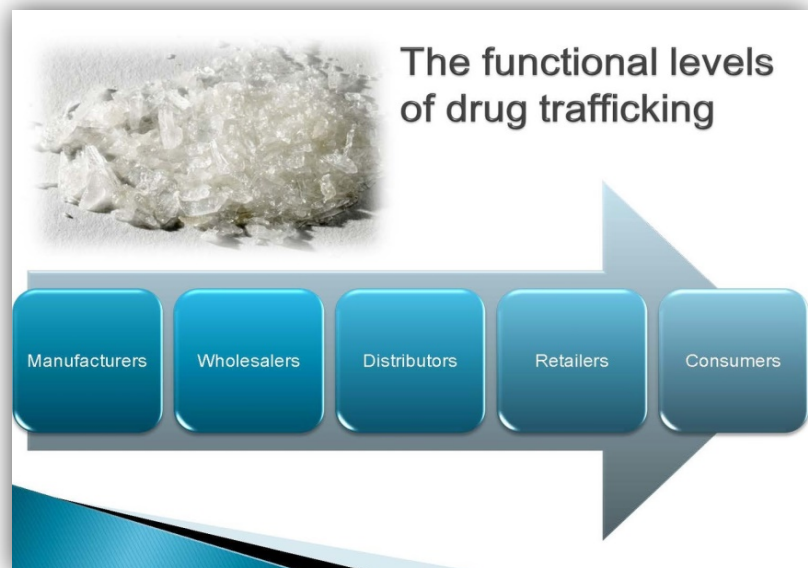 The functional levels
of drug trafficking
Manufacturers
Wholesalers
Distributors
Retailers
Consumers